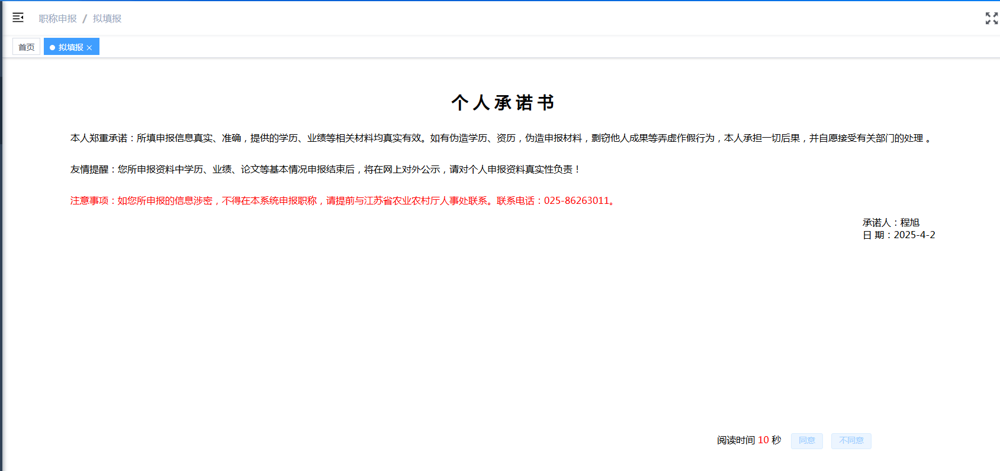 职称申报 / 拟填报
首页
拟填报 ×
个人承诺书
本人郑重承诺：所填申报信息真实、准确，提供的学历、业绩等相关材料均真实有效。如有伪造学历、资历，伪造申报材料，剽窃他人成果等弄虚作假行为，本人承担一切后果，并自愿接受有关部门的处理 。
友情提醒：您所申报资料中学历、业绩、论文等基本情况申报结束后，将在网上对外公示，请对个人申报资料真实性负责！
注意事项：如您所申报的信息涉密，不得在本系统申报职称，请提前与江苏省农业农村厅人事处联系。联系电话：025-86263011。
承诺人：程旭
日 期：2025-4-2
阅读时间 10 秒 同意 不同意